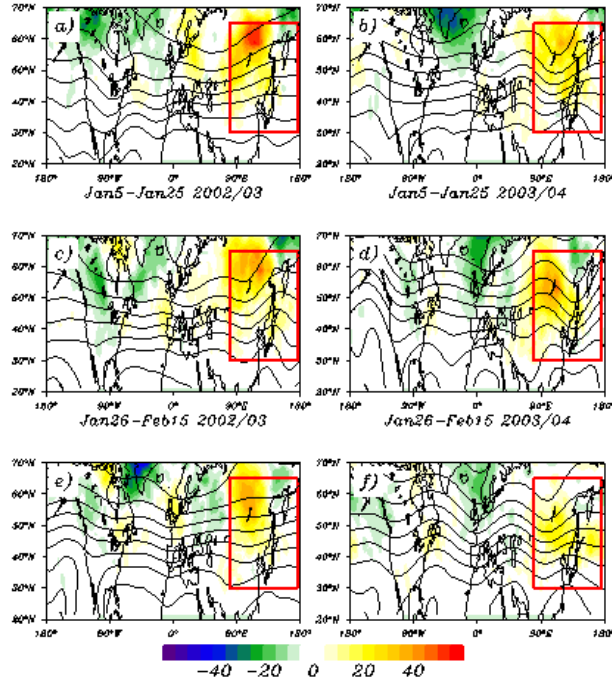 a) b)
70°N 70°N
60°N 60°N
50°N 50°N
40°N 40°N
30°N 30°N
20°N 20°N
180° 90°W 0° 90°E 180° 180° 90°W 0° 90°E 180°
Jan5-Jan25 2002/03 Jan5-Jan25 2003/04
70°N 70°N
c) d)
60°N 60°N
50°N 50°N
40°N 40°N
30°N 30°N
20°N 20°N
180° 90°W 0° 90°E 180° 180° 90°W 0° 90°E 180°
Jan26-Feb15 2002/03 Jan26-Feb15 2003/04
70°N 70°N
e) f)
60°N 60°N
50°N 50°N
40°N 40°N
30°N 30°N
20°N 20°N
180° 90°W 0° 90°E 180° 180° 90°W 0° 90°E 180°
-40 -20 0 20 40